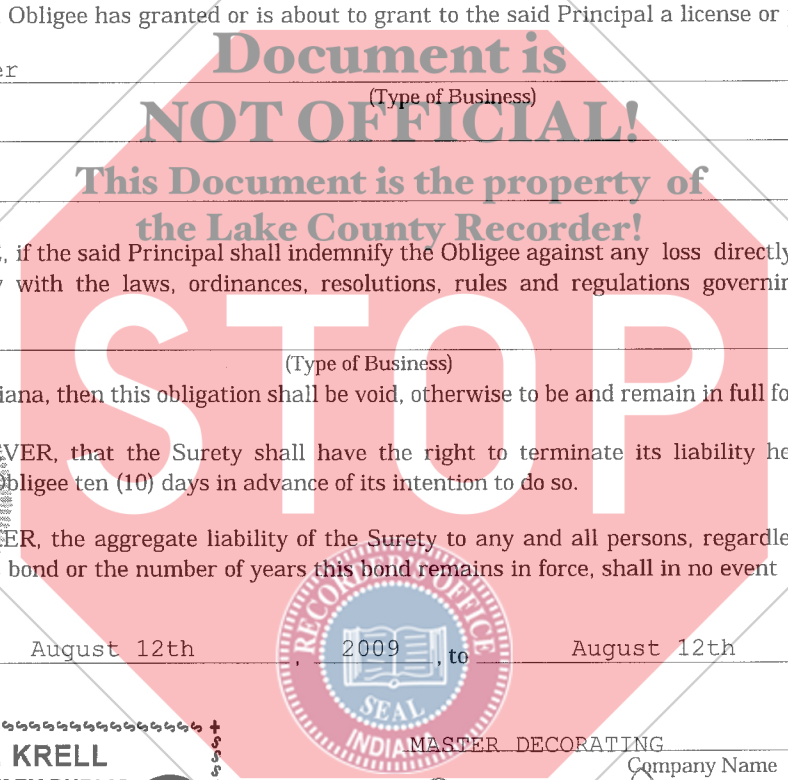 Obligee has granted or is about to grant to the said Principal a license or
Document is
er
(Type of Business)
NOT OFFICIAL!
This Document is the property of
the Lake County Recorder!
, if the said Principal shall indemnify the Obligee against any loss directly
with the laws, ordinances, resolutions, rules and regulations governin
STOP
(Type of Business)
iana, then this obligation shall be void, otherwise to be and remain in full fo
EVER, that the Surety shall have the right to terminate its liability he
Obligee ten (10) days in advance of its intention to do so.
ER, the aggregate liability of the Surety to any and all persons, regardle
bond or the number of years this bond remains in force, shall in no event
RECORDER'S OFFICE
August 12th , 2009 , to August 12th
SEAL
INDIANA
MASTER DECORATING
KRELL
Company Name